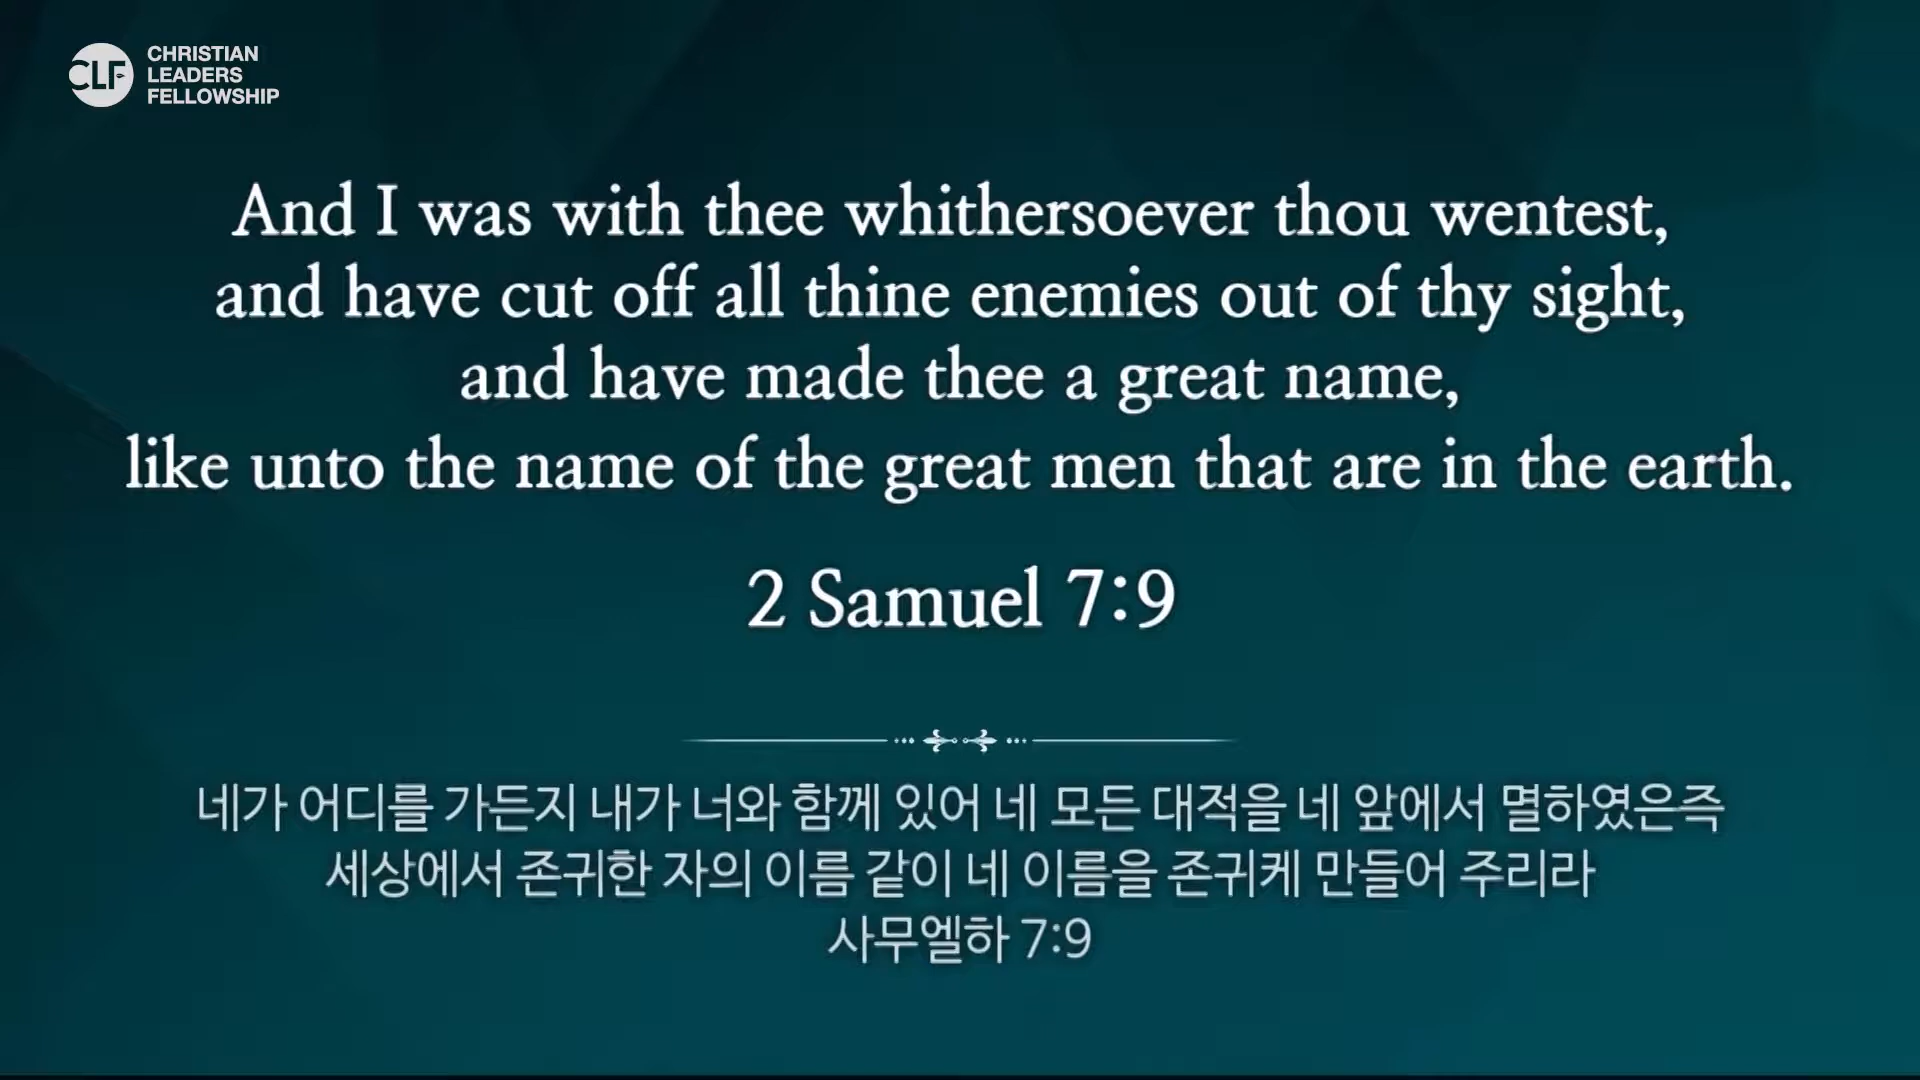 CLF
CHRISTIAN
LEADERS
FELLOWSHIP
And I was with thee whithersoever thou wentest,
and have cut off all thine enemies out of thy sight,
and have made thee a great name,
like unto the name of the great men that are in the earth.
2 Samuel 7:9
네가 어디를 가든지 내가 너와 함께 있어 네 모든 대적을 네 앞에서 멸하였은즉
세상에서 존귀한 자의 이름 같이 네 이름을 존귀케 만들어 주리라
사무엘하 7:9